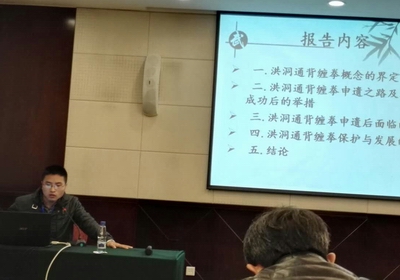 武
报告内容
一.洪洞通背缠拳概念的界定
二.洪洞通背缠拳申遗之路及
成功后的举措
三.洪洞通背缠拳申遗后面临
四.洪洞通背缠拳保护与发展
五.结论